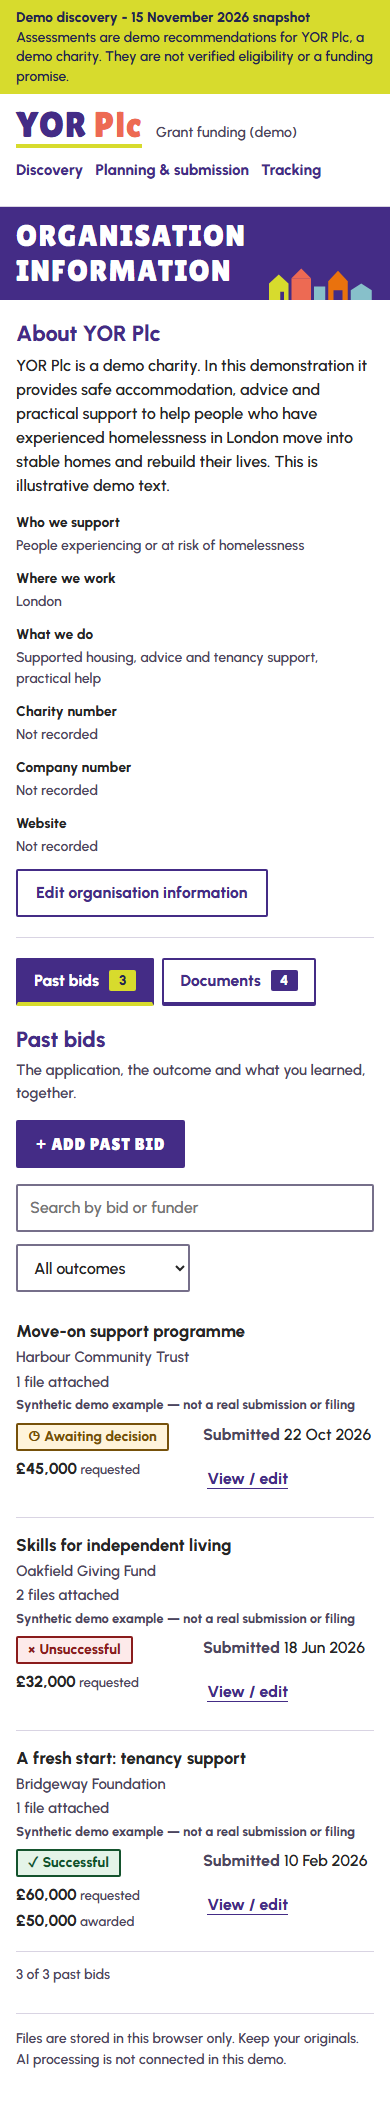 Demo discovery - 15 November 2026 snapshot
Assessments are demo recommendations for YOR Plc, a
demo charity. They are not verified eligibility or a funding
promise.
YOR Plc Grant funding (demo)
Discovery Planning & submission Tracking
ORGANISATION
INFORMATION
About YOR Plc
YOR Plc is a demo charity. In this demonstration it
provides safe accommodation, advice and
practical support to help people who have
experienced homelessness in London move into
stable homes and rebuild their lives. This is
illustrative demo text.
Who we support
People experiencing or at risk of homelessness
Where we work
London
What we do
Supported housing, advice and tenancy support,
practical help
Charity number
Not recorded
Company number
Not recorded
Website
Not recorded
Edit organisation information
Past bids 3 Documents 4
Past bids
The application, the outcome and what you learned,
together.
+ ADD PAST BID
Search by bid or funder
All outcomes
Move-on support programme
Harbour Community Trust
1 file attached
Synthetic demo example — not a real submission or filing
Awaiting decision Submitted 22 Oct 2026
£45,000 requested View / edit
Skills for independent living
Oakfield Giving Fund
2 files attached
Synthetic demo example — not a real submission or filing
× Unsuccessful Submitted 18 Jun 2026
£32,000 requested View / edit
A fresh start: tenancy support
Bridgeway Foundation
1 file attached
Synthetic demo example — not a real submission or filing
✓ Successful Submitted 10 Feb 2026
£60,000 requested View / edit
£50,000 awarded
3 of 3 past bids
Files are stored in this browser only. Keep your originals.
AI processing is not connected in this demo.